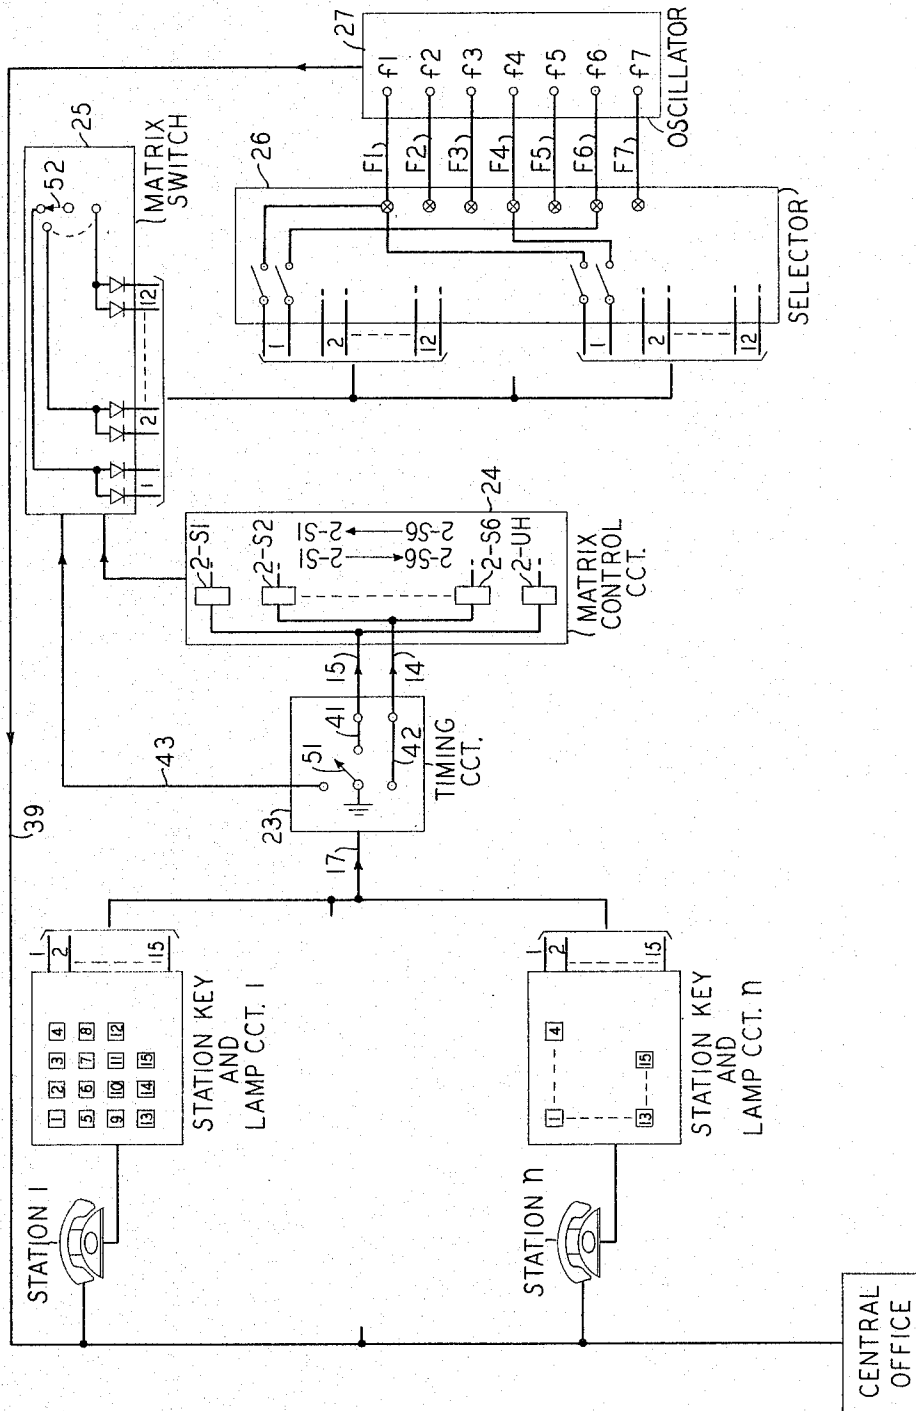 CENTRAL
OFFICE
STATION 1
STATION n
1 2 3 4
5 6 7 8
9 10 11 12
13 14 15
STATION KEY
AND
LAMP CCT. 1
1
2
15
1
4
13
15
STATION KEY
AND
LAMP CCT. n
1
2
15
39
17
23
43
51
41
42
TIMING
CCT.
15
14
2-S1
2-S2
2-S6
2-UH
2-S1
2-S6
2-S1
2-S6
24
MATRIX
CONTROL
CCT.
25
52
1
2
12
MATRIX
SWITCH
26
1
2
12
1
2
12
SELECTOR
F1
F2
F3
F4
F5
F6
F7
27
f1
f2
f3
f4
f5
f6
f7
OSCILLATOR